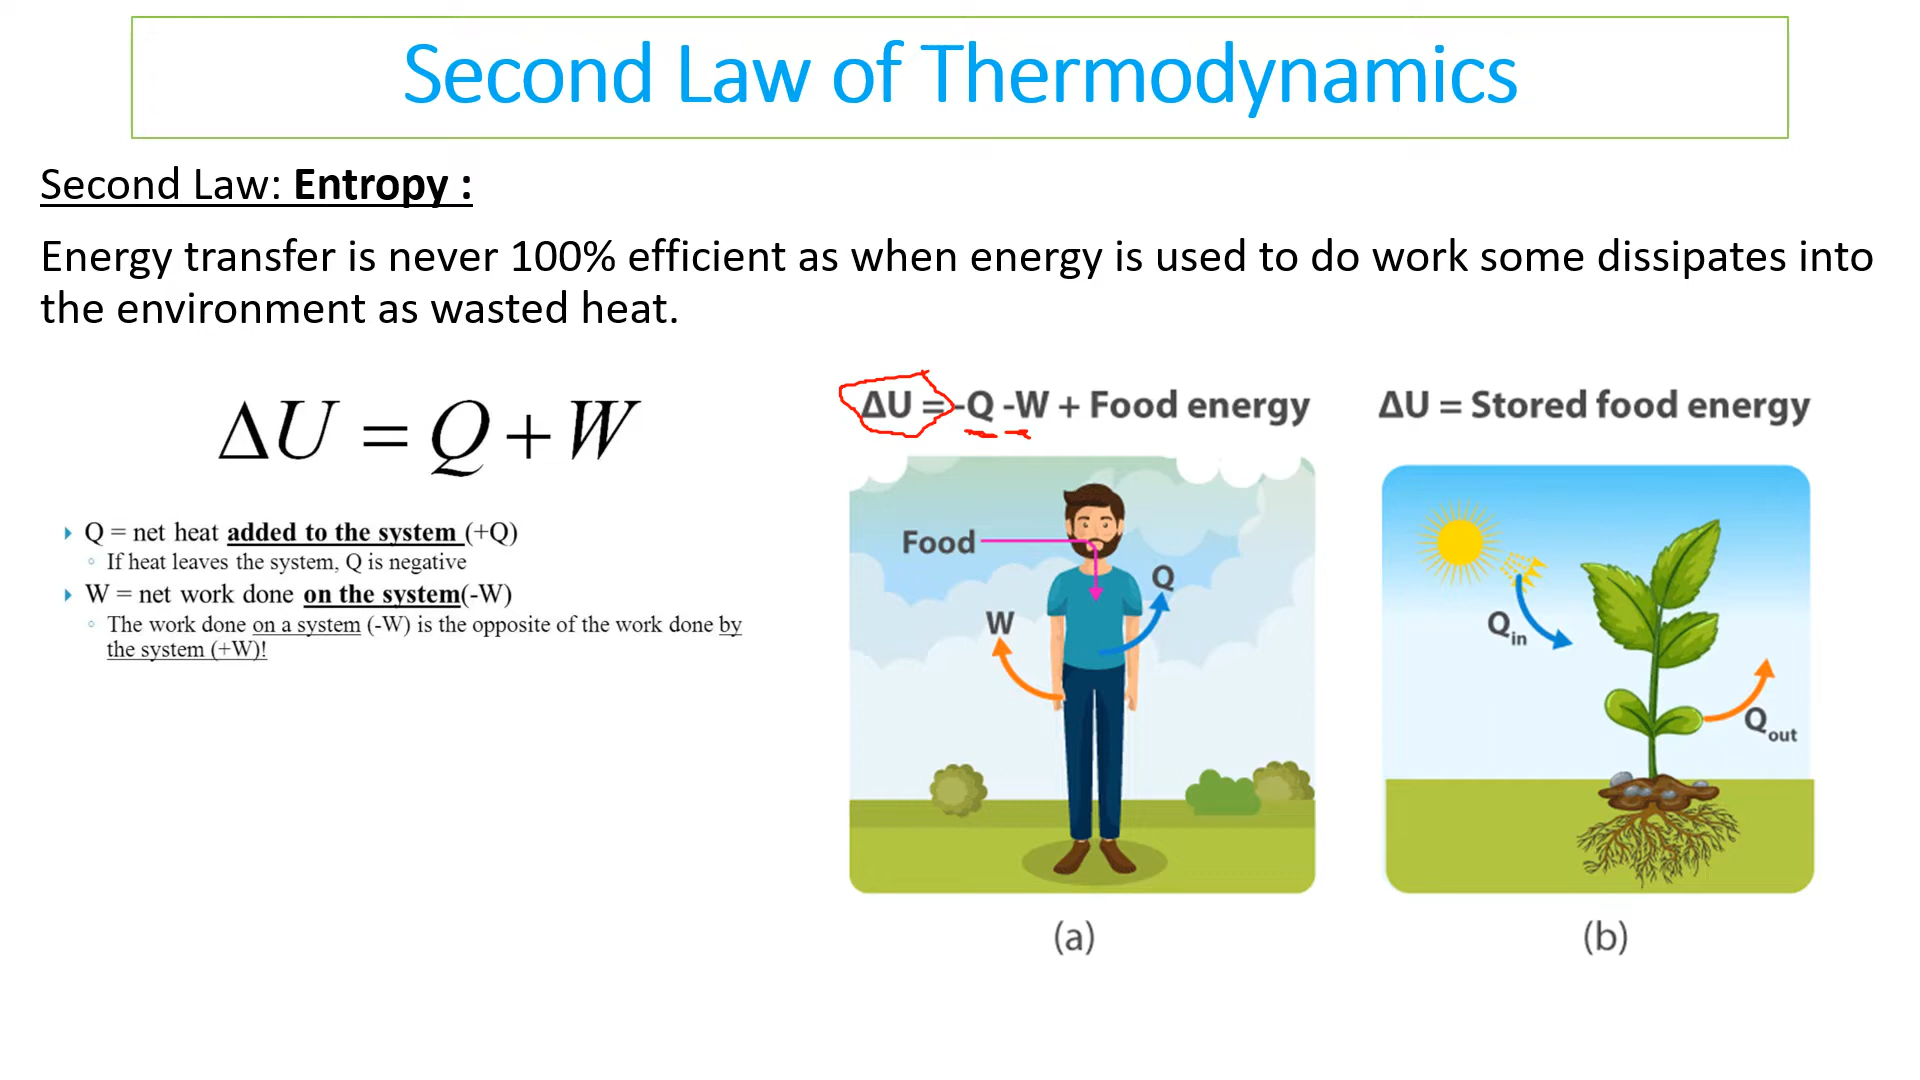 Second Law of Thermodynamics
Second Law: Entropy :
Energy transfer is never 100% efficient as when energy is used to do work some dissipates into
the environment as wasted heat.
ΔU = Q + W
Q = net heat added to the system (+Q)
If heat leaves the system, Q is negative
W = net work done on the system(-W)
The work done on a system (-W) is the opposite of the work done by
the system (+W)!
ΔU = -Q -W + Food energy
Food
Q
W
(a)
ΔU = Stored food energy
Qin
Qout
(b)